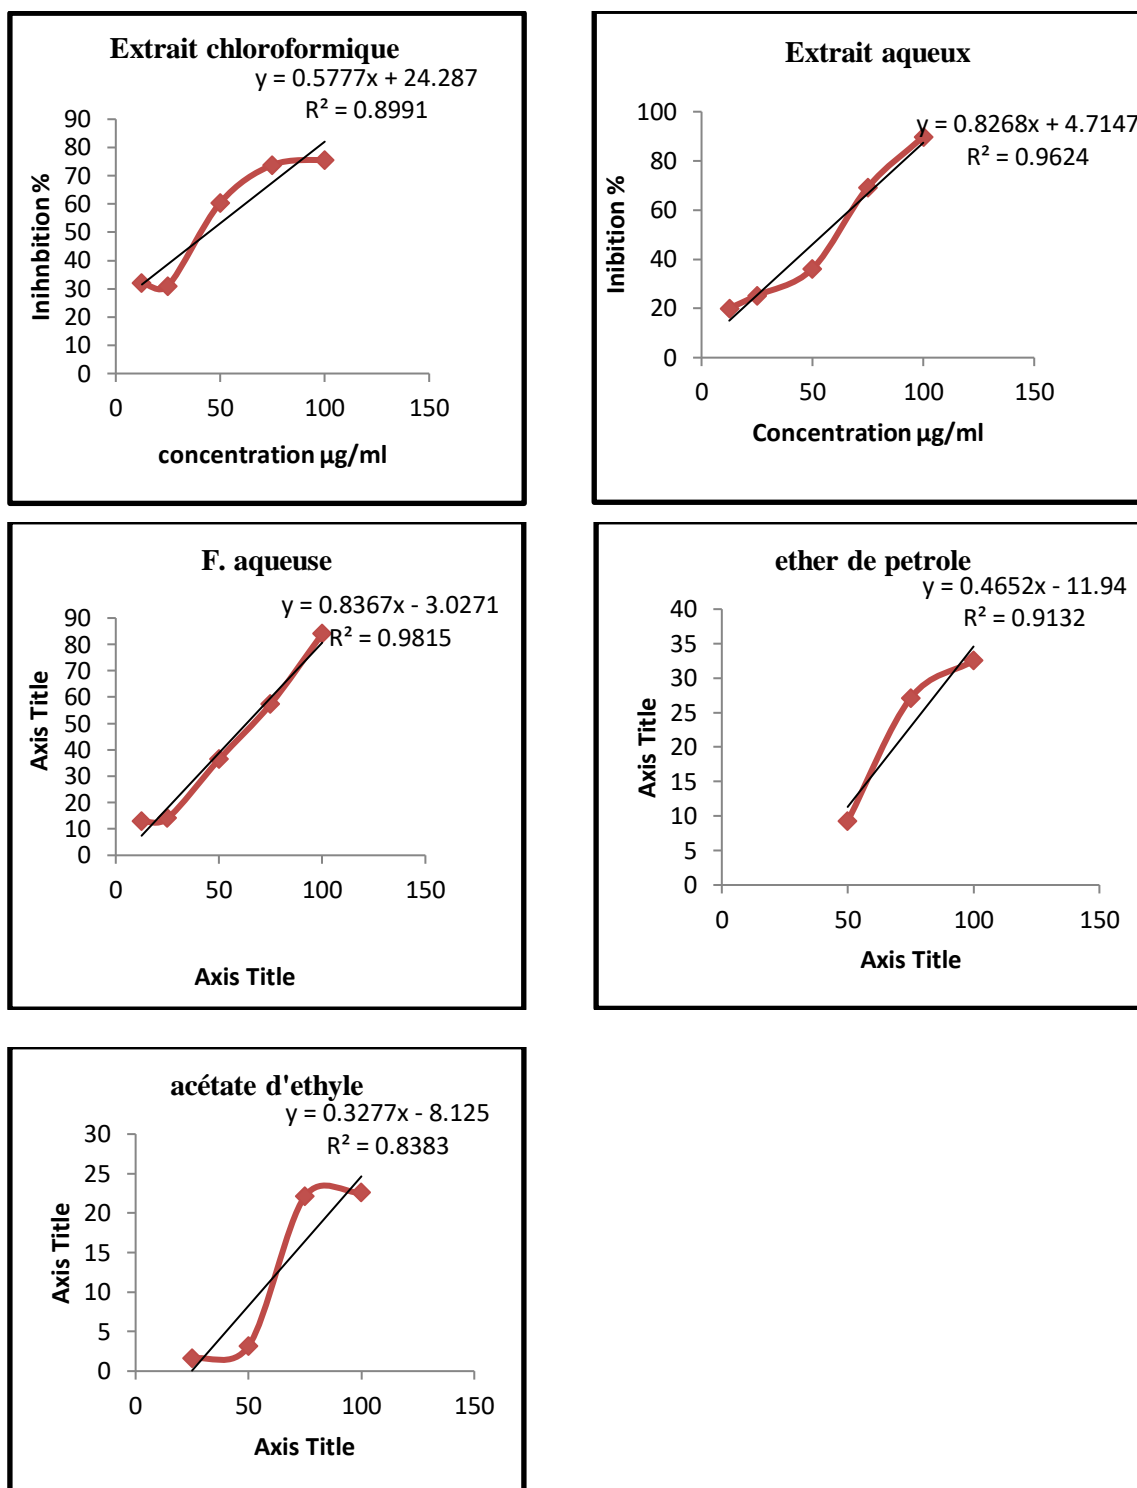 Extrait chloroformique
y = 0.5777x + 24.287
R² = 0.8991
90
80
70
60
50
40
30
20
10
0
Inihnbition %
0 50 100 150
concentration µg/ml
Extrait aqueux
y = 0.8268x + 4.7147
R² = 0.9624
100
80
60
40
20
0
Inibition %
0 50 100 150
Concentration µg/ml
F. aqueuse
y = 0.8367x - 3.0271
R² = 0.9815
90
80
70
60
50
40
30
20
10
0
Axis Title
0 50 100 150
Axis Title
ether de petrole
y = 0.4652x - 11.94
R² = 0.9132
40
35
30
25
20
15
10
5
0
Axis Title
0 50 100 150
Axis Title
acétate d'ethyle
y = 0.3277x - 8.125
R² = 0.8383
30
25
20
15
10
5
0
Axis Title
0 50 100 150
Axis Title